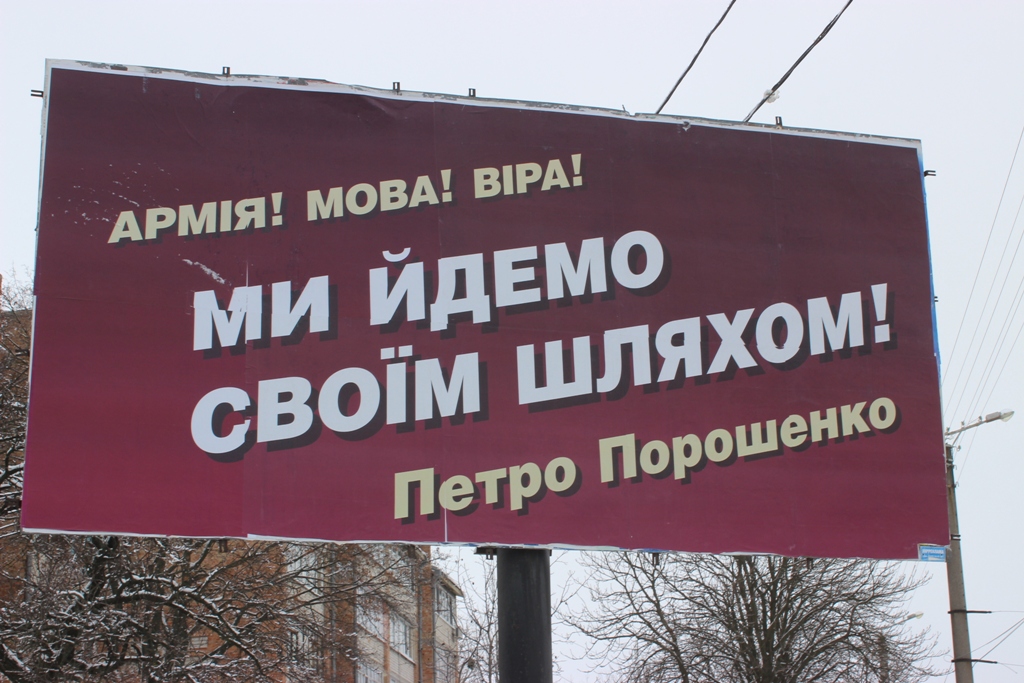 АРМІЯ! МОВА! ВІРА!
МИ ЙДЕМО
СВОЇМ ШЛЯХОМ!
Петро Порошенко